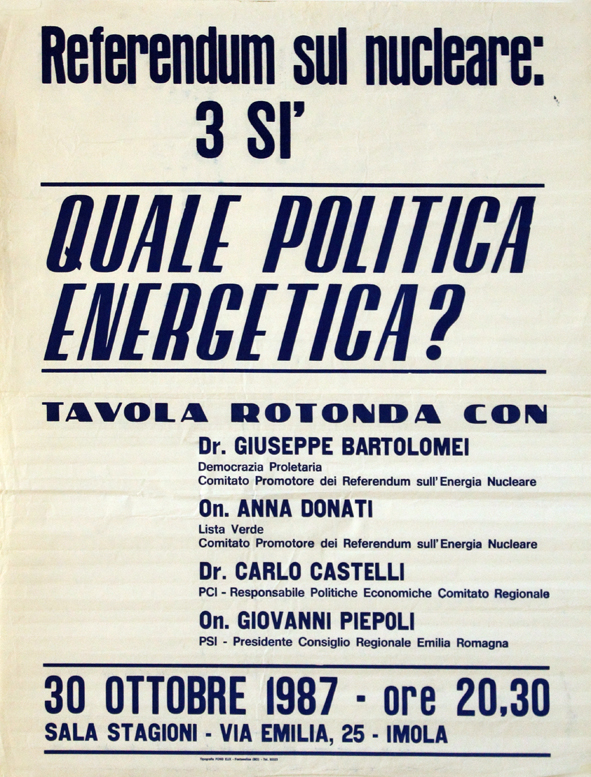 Referendum sul nucleare:
3 SI'
QUALE POLITICA
ENERGETICA?
TAVOLA ROTONDA CON
Dr. GIUSEPPE BARTOLOMEI
Democrazia Proletaria
Comitato Promotore dei Referendum sull'Energia Nucleare
On. ANNA DONATI
Lista Verde
Comitato Promotore dei Referendum sull'Energia Nucleare
Dr. CARLO CASTELLI
PCI - Responsabile Politiche Economiche Comitato Regionale
On. GIOVANNI PIEPOLI
PSI - Presidente Consiglio Regionale Emilia Romagna
30 OTTOBRE 1987 - ore 20,30
SALA STAGIONI - VIA EMILIA, 25 - IMOLA
Tipografia